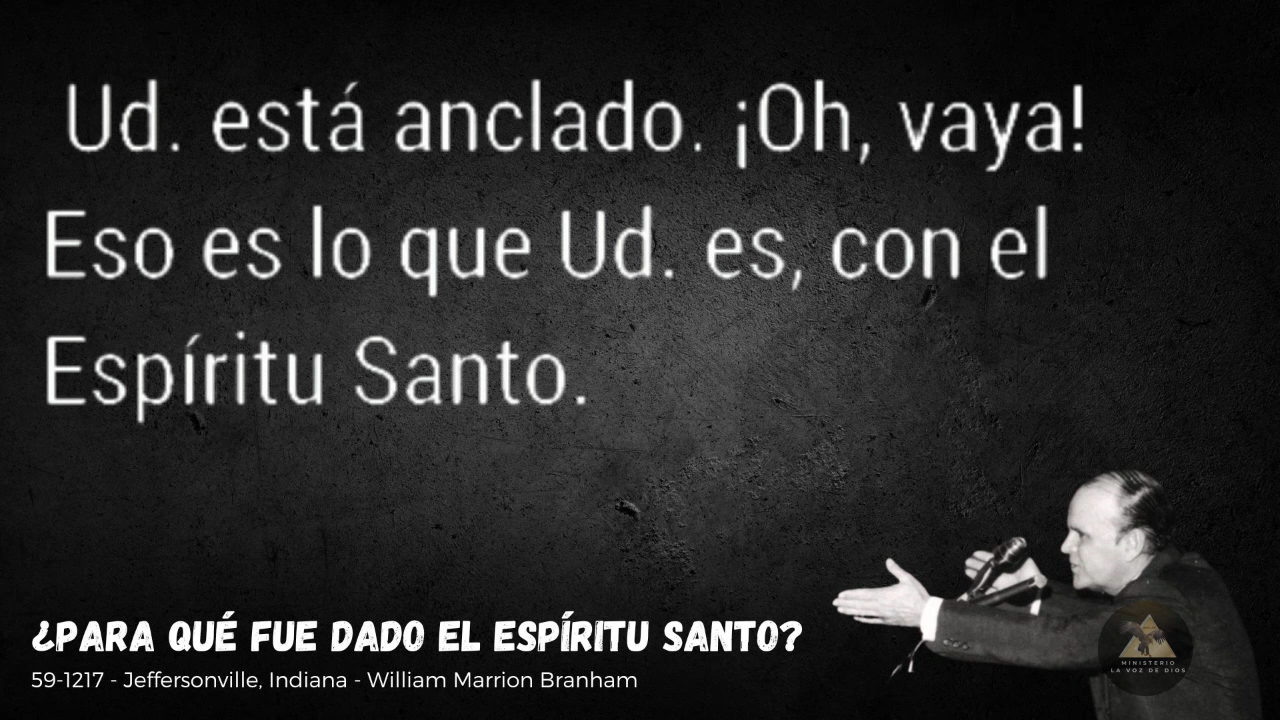 Ud. está anclado. ¡Oh, vaya!
Eso es lo que Ud. es, con el
Espíritu Santo.
¿PARA QUÉ FUE DADO EL ESPÍRITU SANTO?
59-1217 - Jeffersonville, Indiana - William Marrion Branham
MINISTERIO
LA VOZ DE DIOS